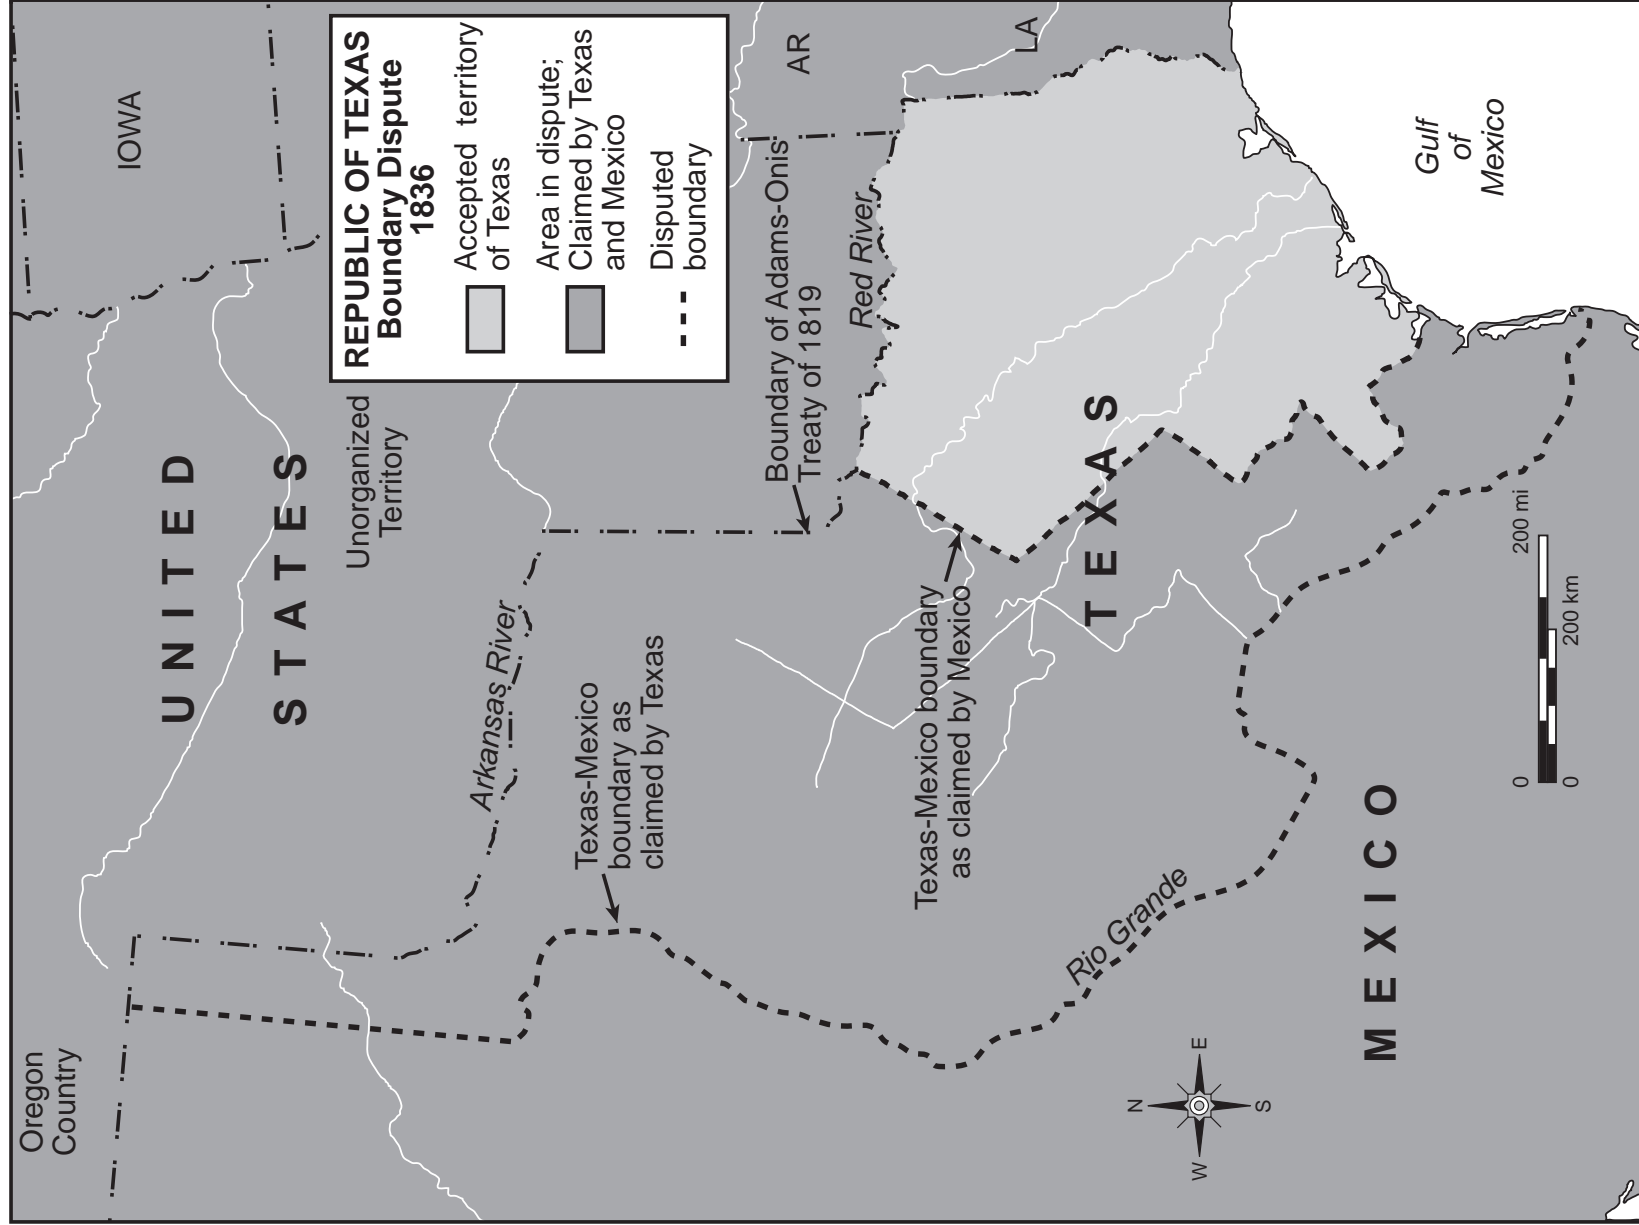 REPUBLIC OF TEXAS
Boundary Dispute
1836
Accepted territory
of Texas
Area in dispute;
Claimed by Texas
and Mexico
Disputed
boundary
Oregon
Country
IOWA
UNITED
STATES
Unorganized
Territory
Arkansas River
Texas-Mexico
boundary as
claimed by Texas
Boundary of Adams-Onis
Treaty of 1819
AR
Red River
LA
Texas-Mexico boundary
as claimed by Mexico
TEXAS
Rio Grande
MEXICO
Gulf
of
Mexico
N
W
E
S
0
200 mi
0
200 km